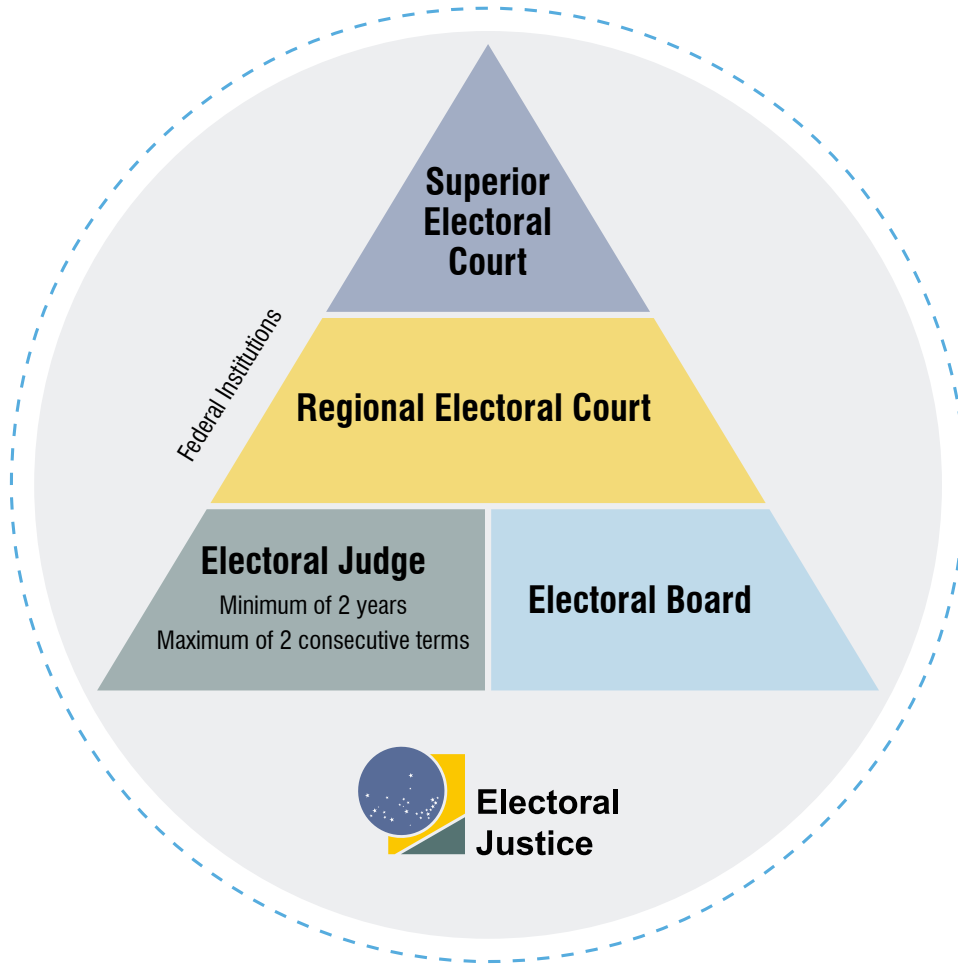 Superior
Electoral
Court
Federal Institutions
Regional Electoral Court
Electoral Judge
Minimum of 2 years
Maximum of 2 consecutive terms
Electoral Board
Electoral
Justice